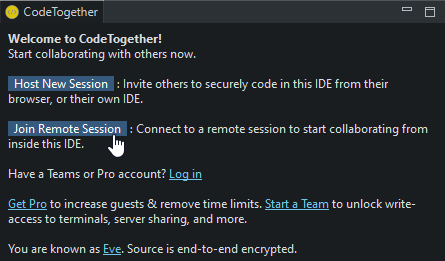 CodeTogether
Welcome to CodeTogether!
Start collaborating with others now.
Host New Session : Invite others to securely code in this IDE from their
browser, or their own IDE.
Join Remote Session : Connect to a remote session to start collaborating from
inside this IDE.
Have a Teams or Pro account? Log in
Get Pro to increase guests & remove time limits. Start a Team to unlock write-
access to terminals, server sharing, and more.
You are known as Eve. Source is end-to-end encrypted.